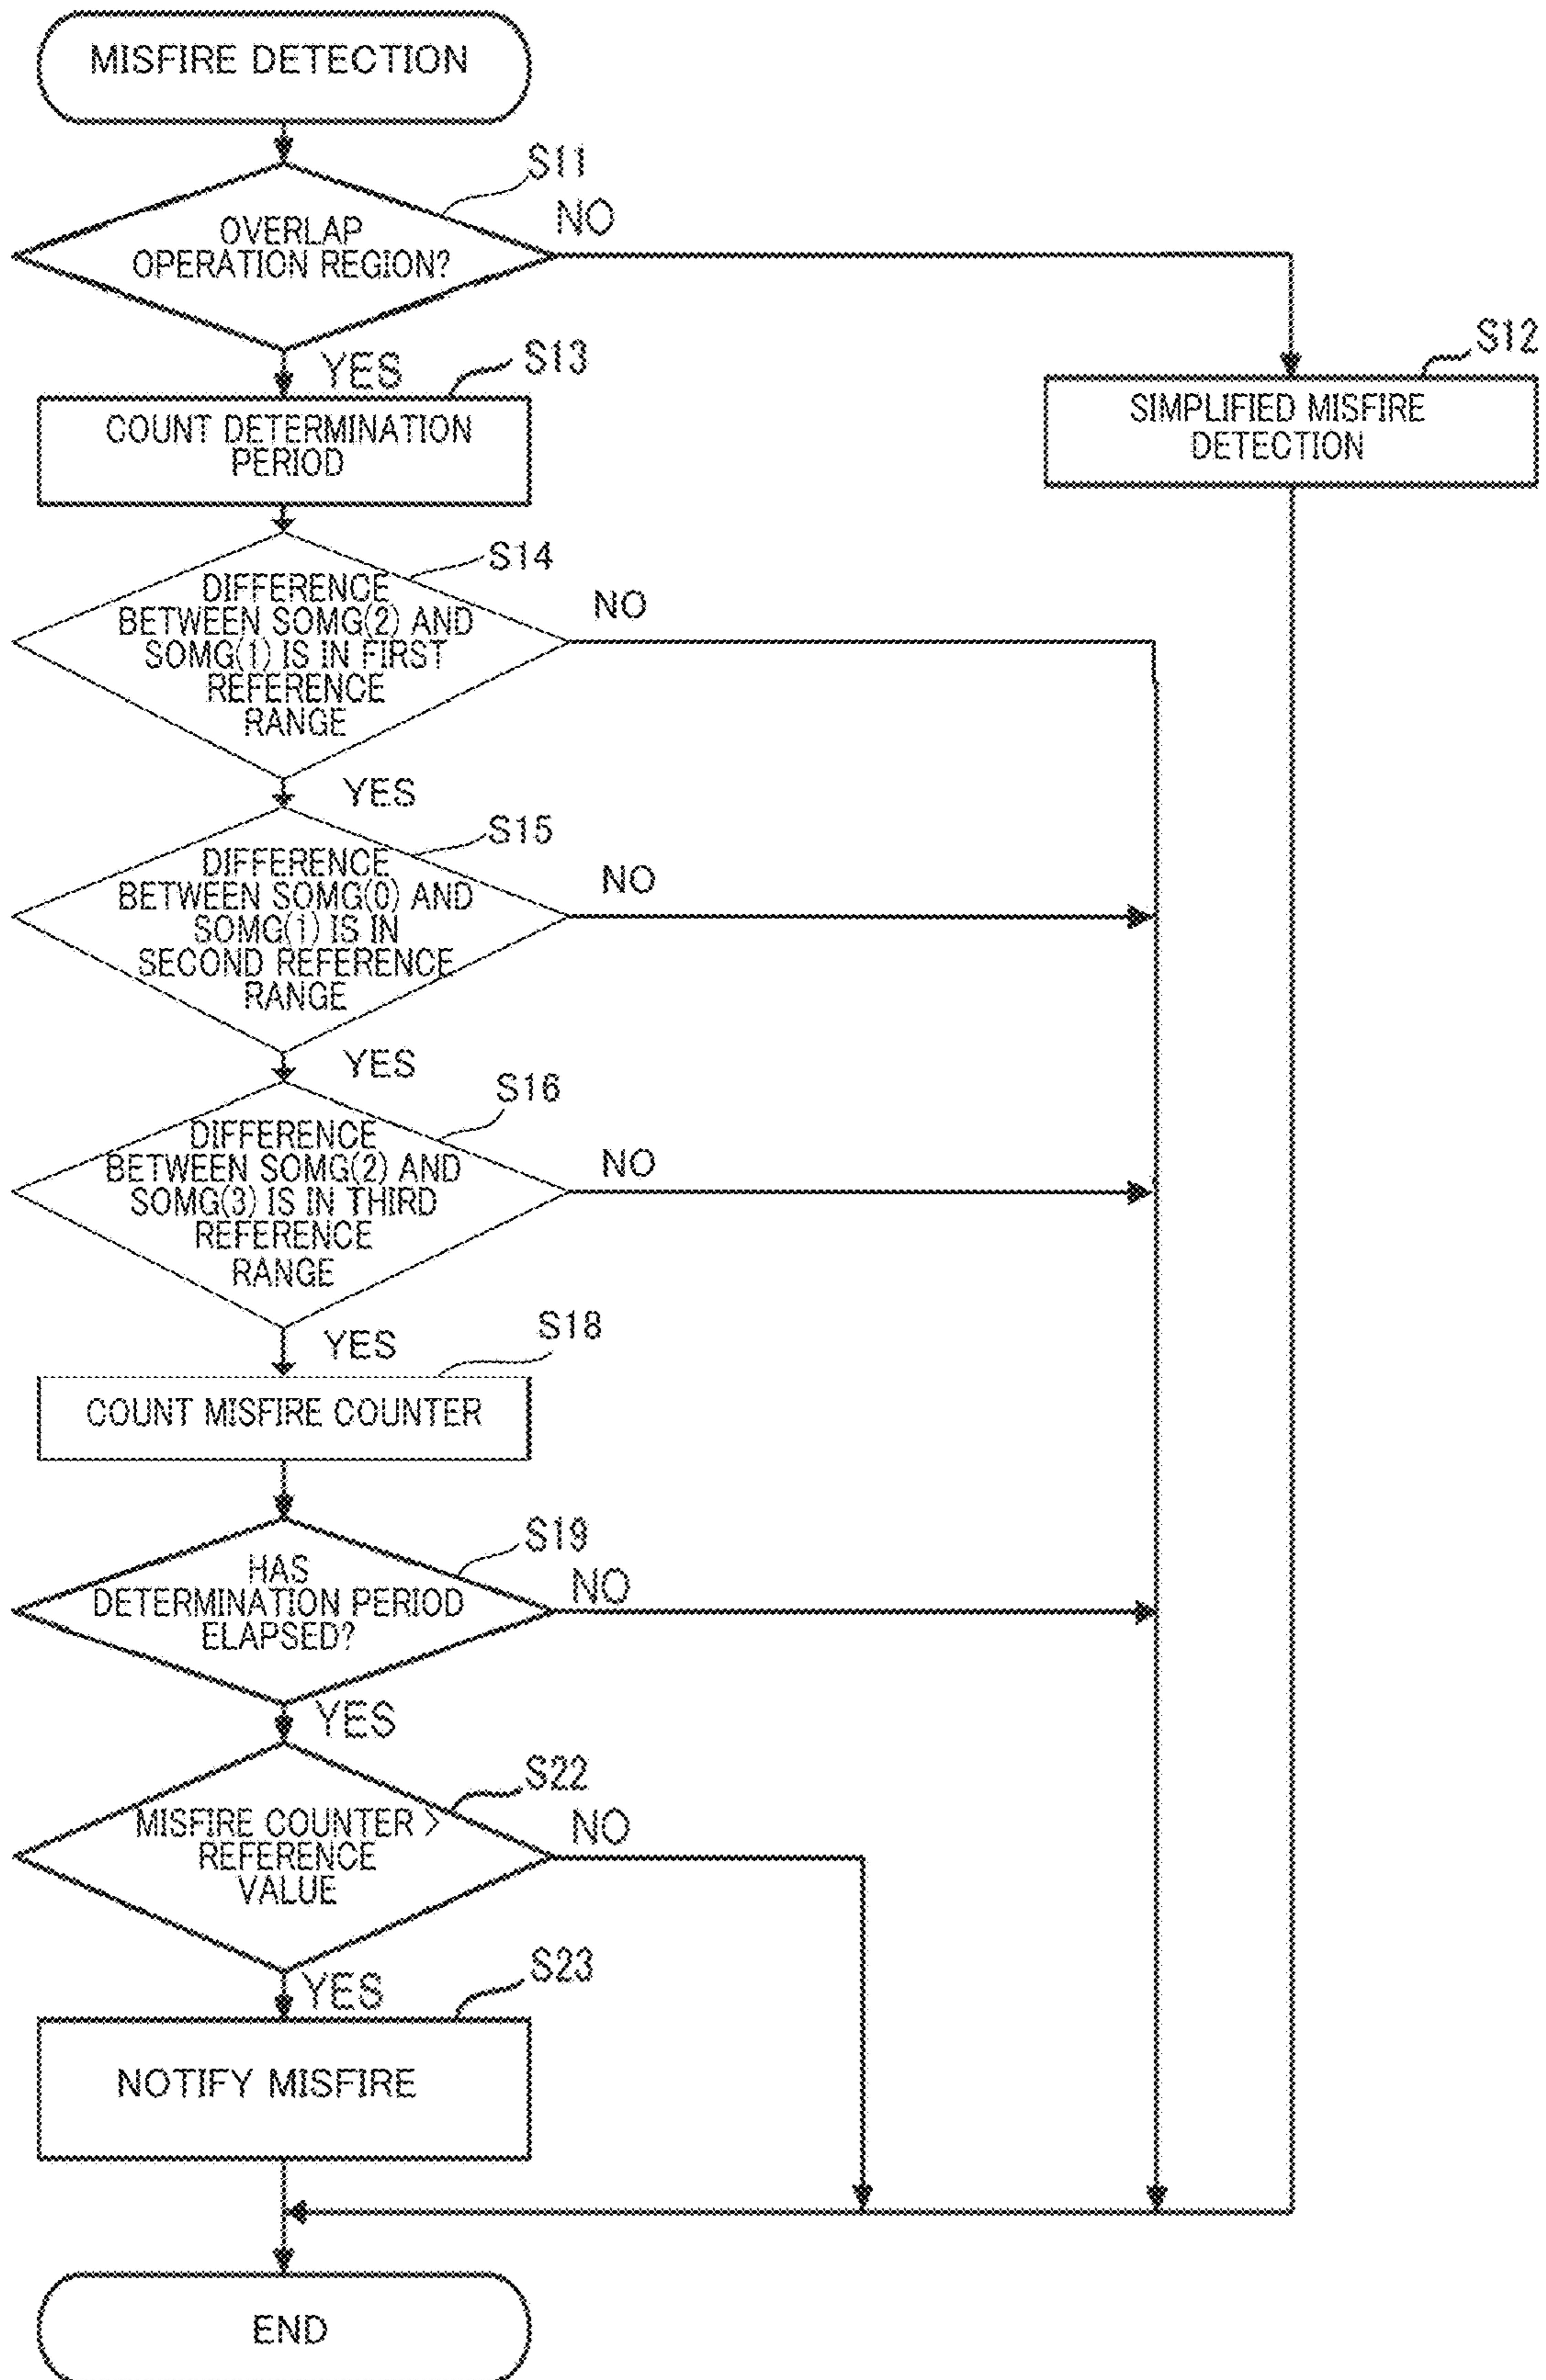 MISFIRE DETECTION
S11
OVERLAP
OPERATION REGION?
NO
YES
S12
SIMPLIFIED MISFIRE
DETECTION
S13
COUNT DETERMINATION
PERIOD
S14
DIFFERENCE
BETWEEN SOMG(2) AND
SOMG(1) IS IN FIRST
REFERENCE
RANGE
NO
YES
S15
DIFFERENCE
BETWEEN SOMG(0) AND
SOMG(1) IS IN
SECOND REFERENCE
RANGE
NO
YES
S16
DIFFERENCE
BETWEEN SOMG(2) AND
SOMG(3) IS IN THIRD
REFERENCE
RANGE
NO
YES
S18
COUNT MISFIRE COUNTER
S19
HAS
DETERMINATION PERIOD
ELAPSED?
NO
YES
S22
MISFIRE COUNTER >
REFERENCE
VALUE
NO
YES
S23
NOTIFY MISFIRE
END